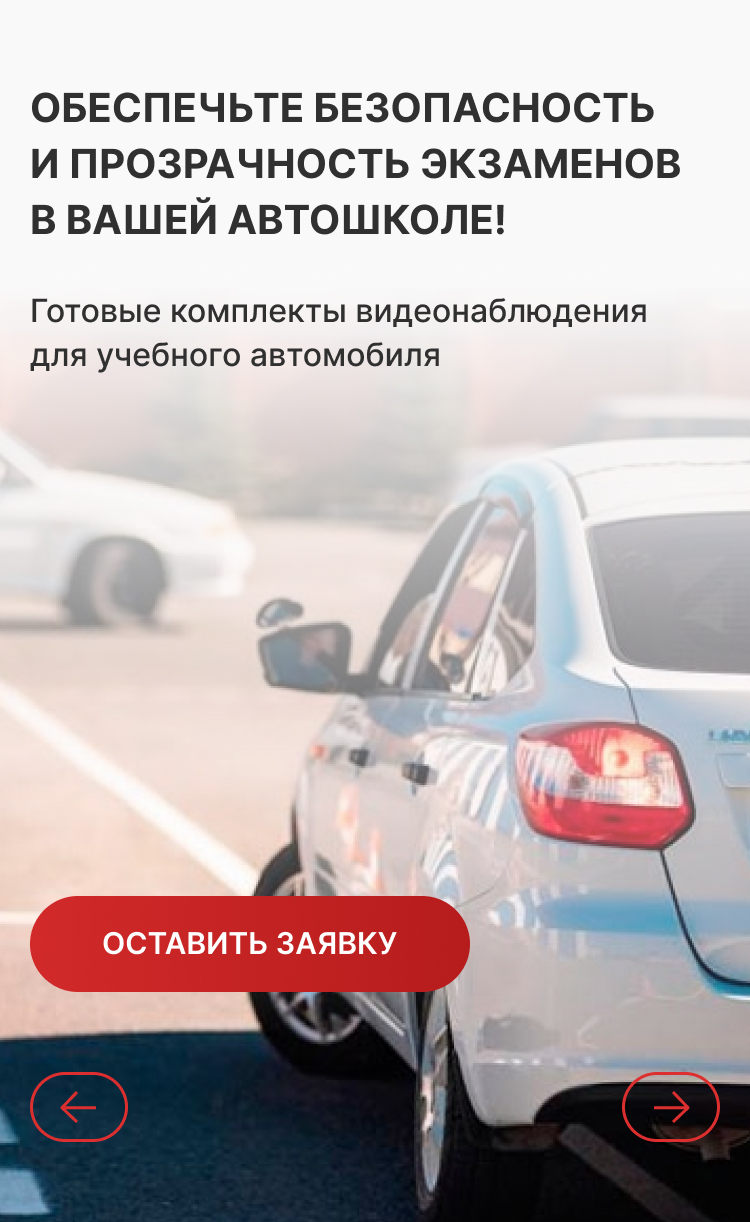 ОБЕСПЕЧЬТЕ БЕЗОПАСНОСТЬ
И ПРОЗРАЧНОСТЬ ЭКЗАМЕНОВ
В ВАШЕЙ АВТОШКОЛЕ!
Готовые комплекты видеонаблюдения
для учебного автомобиля
ОСТАВИТЬ ЗАЯВКУ